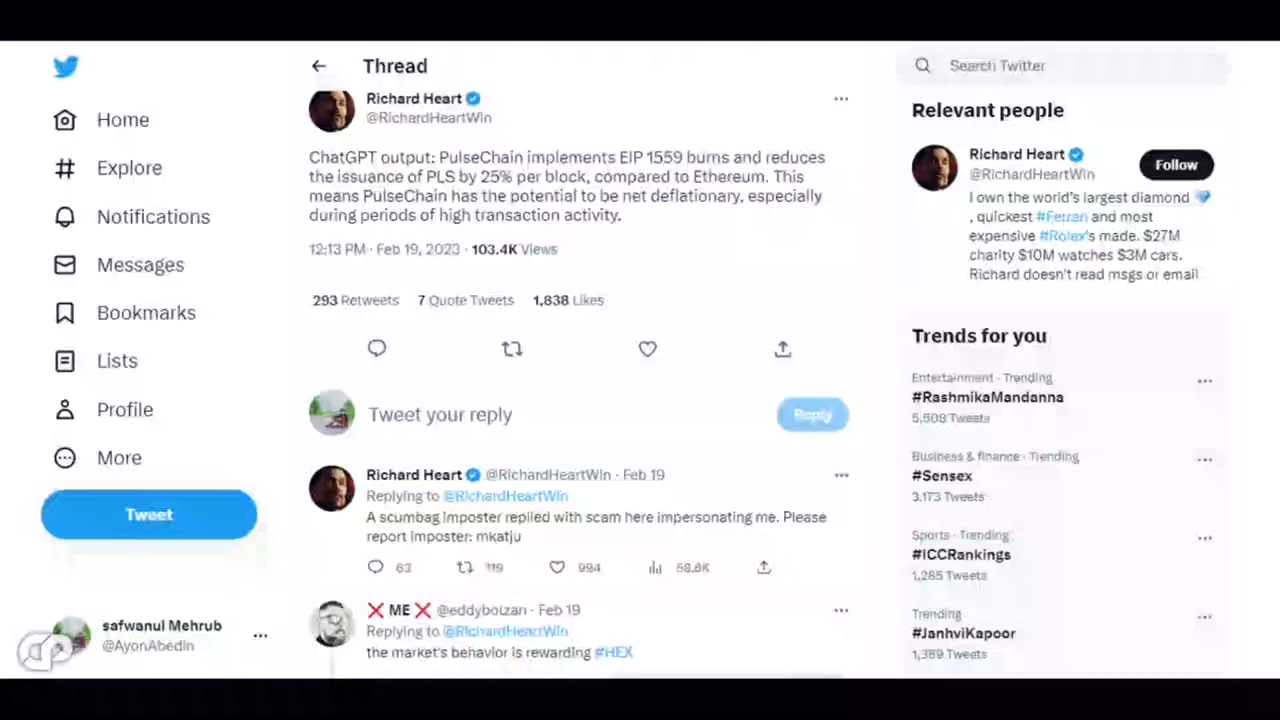 Home
Explore
Notifications
Messages
Bookmarks
Lists
Profile
More
Tweet
safwanul Mehrub
@AyonAbedin
Thread
Richard Heart
@RichardHeartWin
ChatGPT output: PulseChain implements EIP 1559 burns and reduces
the issuance of PLS by 25% per block, compared to Ethereum. This
means PulseChain has the potential to be net deflationary, especially
during periods of high transaction activity.
12:13 PM · Feb 19, 2023 · 103.4K Views
293 Retweets 7 Quote Tweets 1,838 Likes
Tweet your reply
Reply
Richard Heart @RichardHeartWin · Feb 19
Replying to @RichardHeartWin
A scumbag imposter replied with scam here impersonating me. Please
report imposter: mkatju
63 119 994 58.8K
❌ ME ❌ @eddyboizan · Feb 19
Replying to @RichardHeartWin
the market's behavior is rewarding #HEX
Search Twitter
Relevant people
Richard Heart
@RichardHeartWin
Follow
I own the world's largest diamond 💎
, quickest #Ferrari and most
expensive #Rolex's made. $27M
charity $10M watches $3M cars.
Richard doesn't read msgs or email
Trends for you
Entertainment · Trending
#RashmikaMandanna
5,508 Tweets
Business & finance · Trending
#Sensex
3,173 Tweets
Sports · Trending
#ICCRankings
1,285 Tweets
Trending
#JanhviKapoor
1,389 Tweets